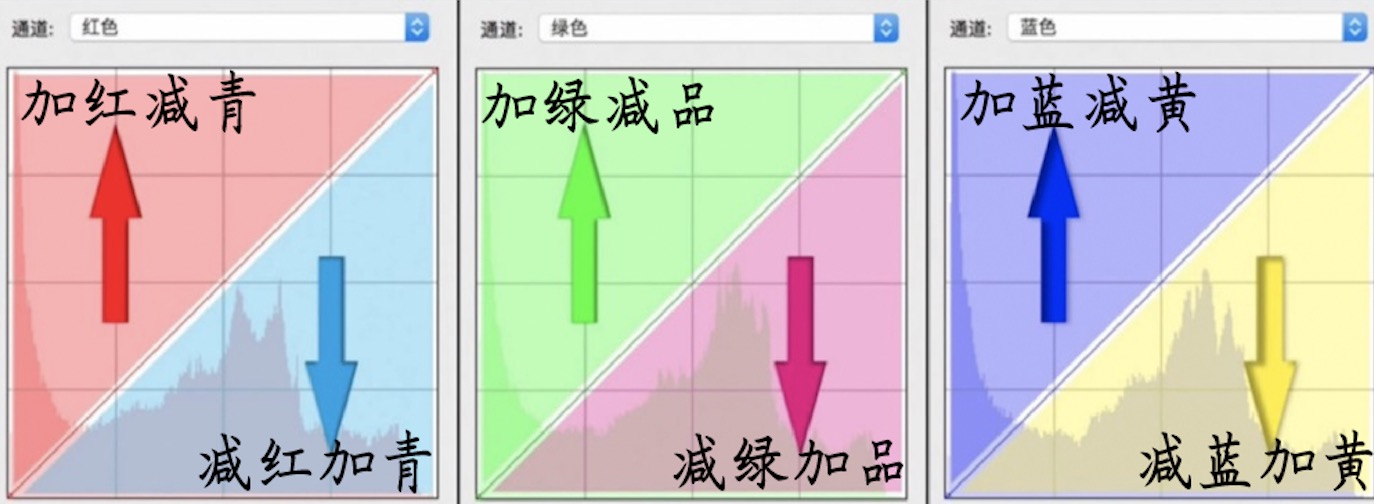 通道: 红色
加红减青
减红加青
通道: 绿色
加绿减品
减绿加品
通道: 蓝色
加蓝减黄
减蓝加黄